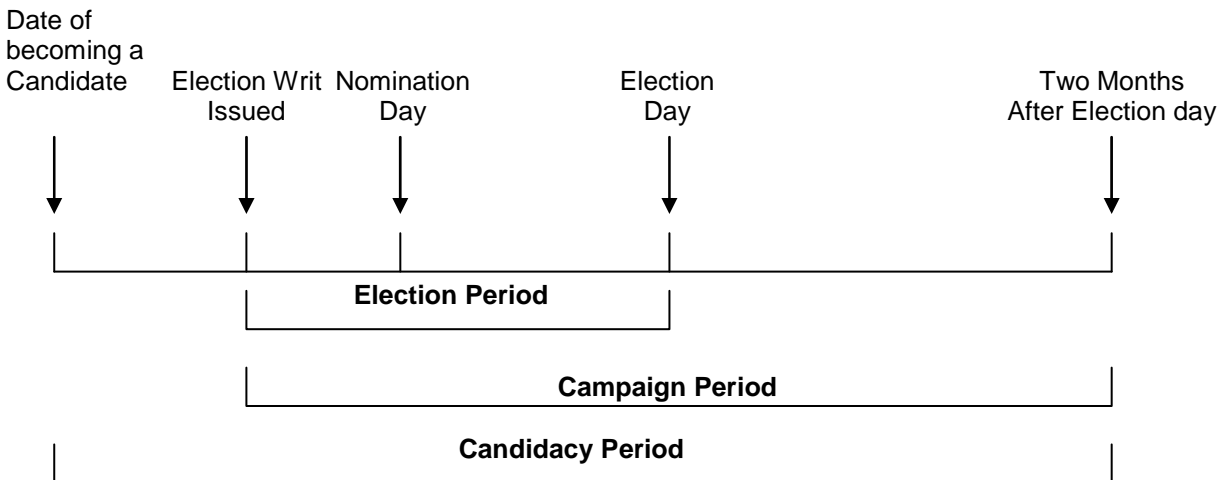 Date of
becoming a
Candidate
Election Writ
Issued
Nomination
Day
Election
Day
Two Months
After Election day
Election Period
Campaign Period
Candidacy Period